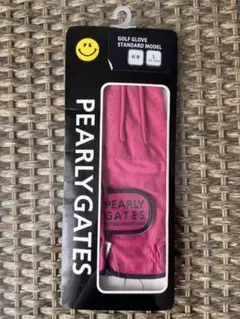 P G
GOLF GLOVE
STANDARD MODEL
L
PEARLY GATES
PEARLY
GATES